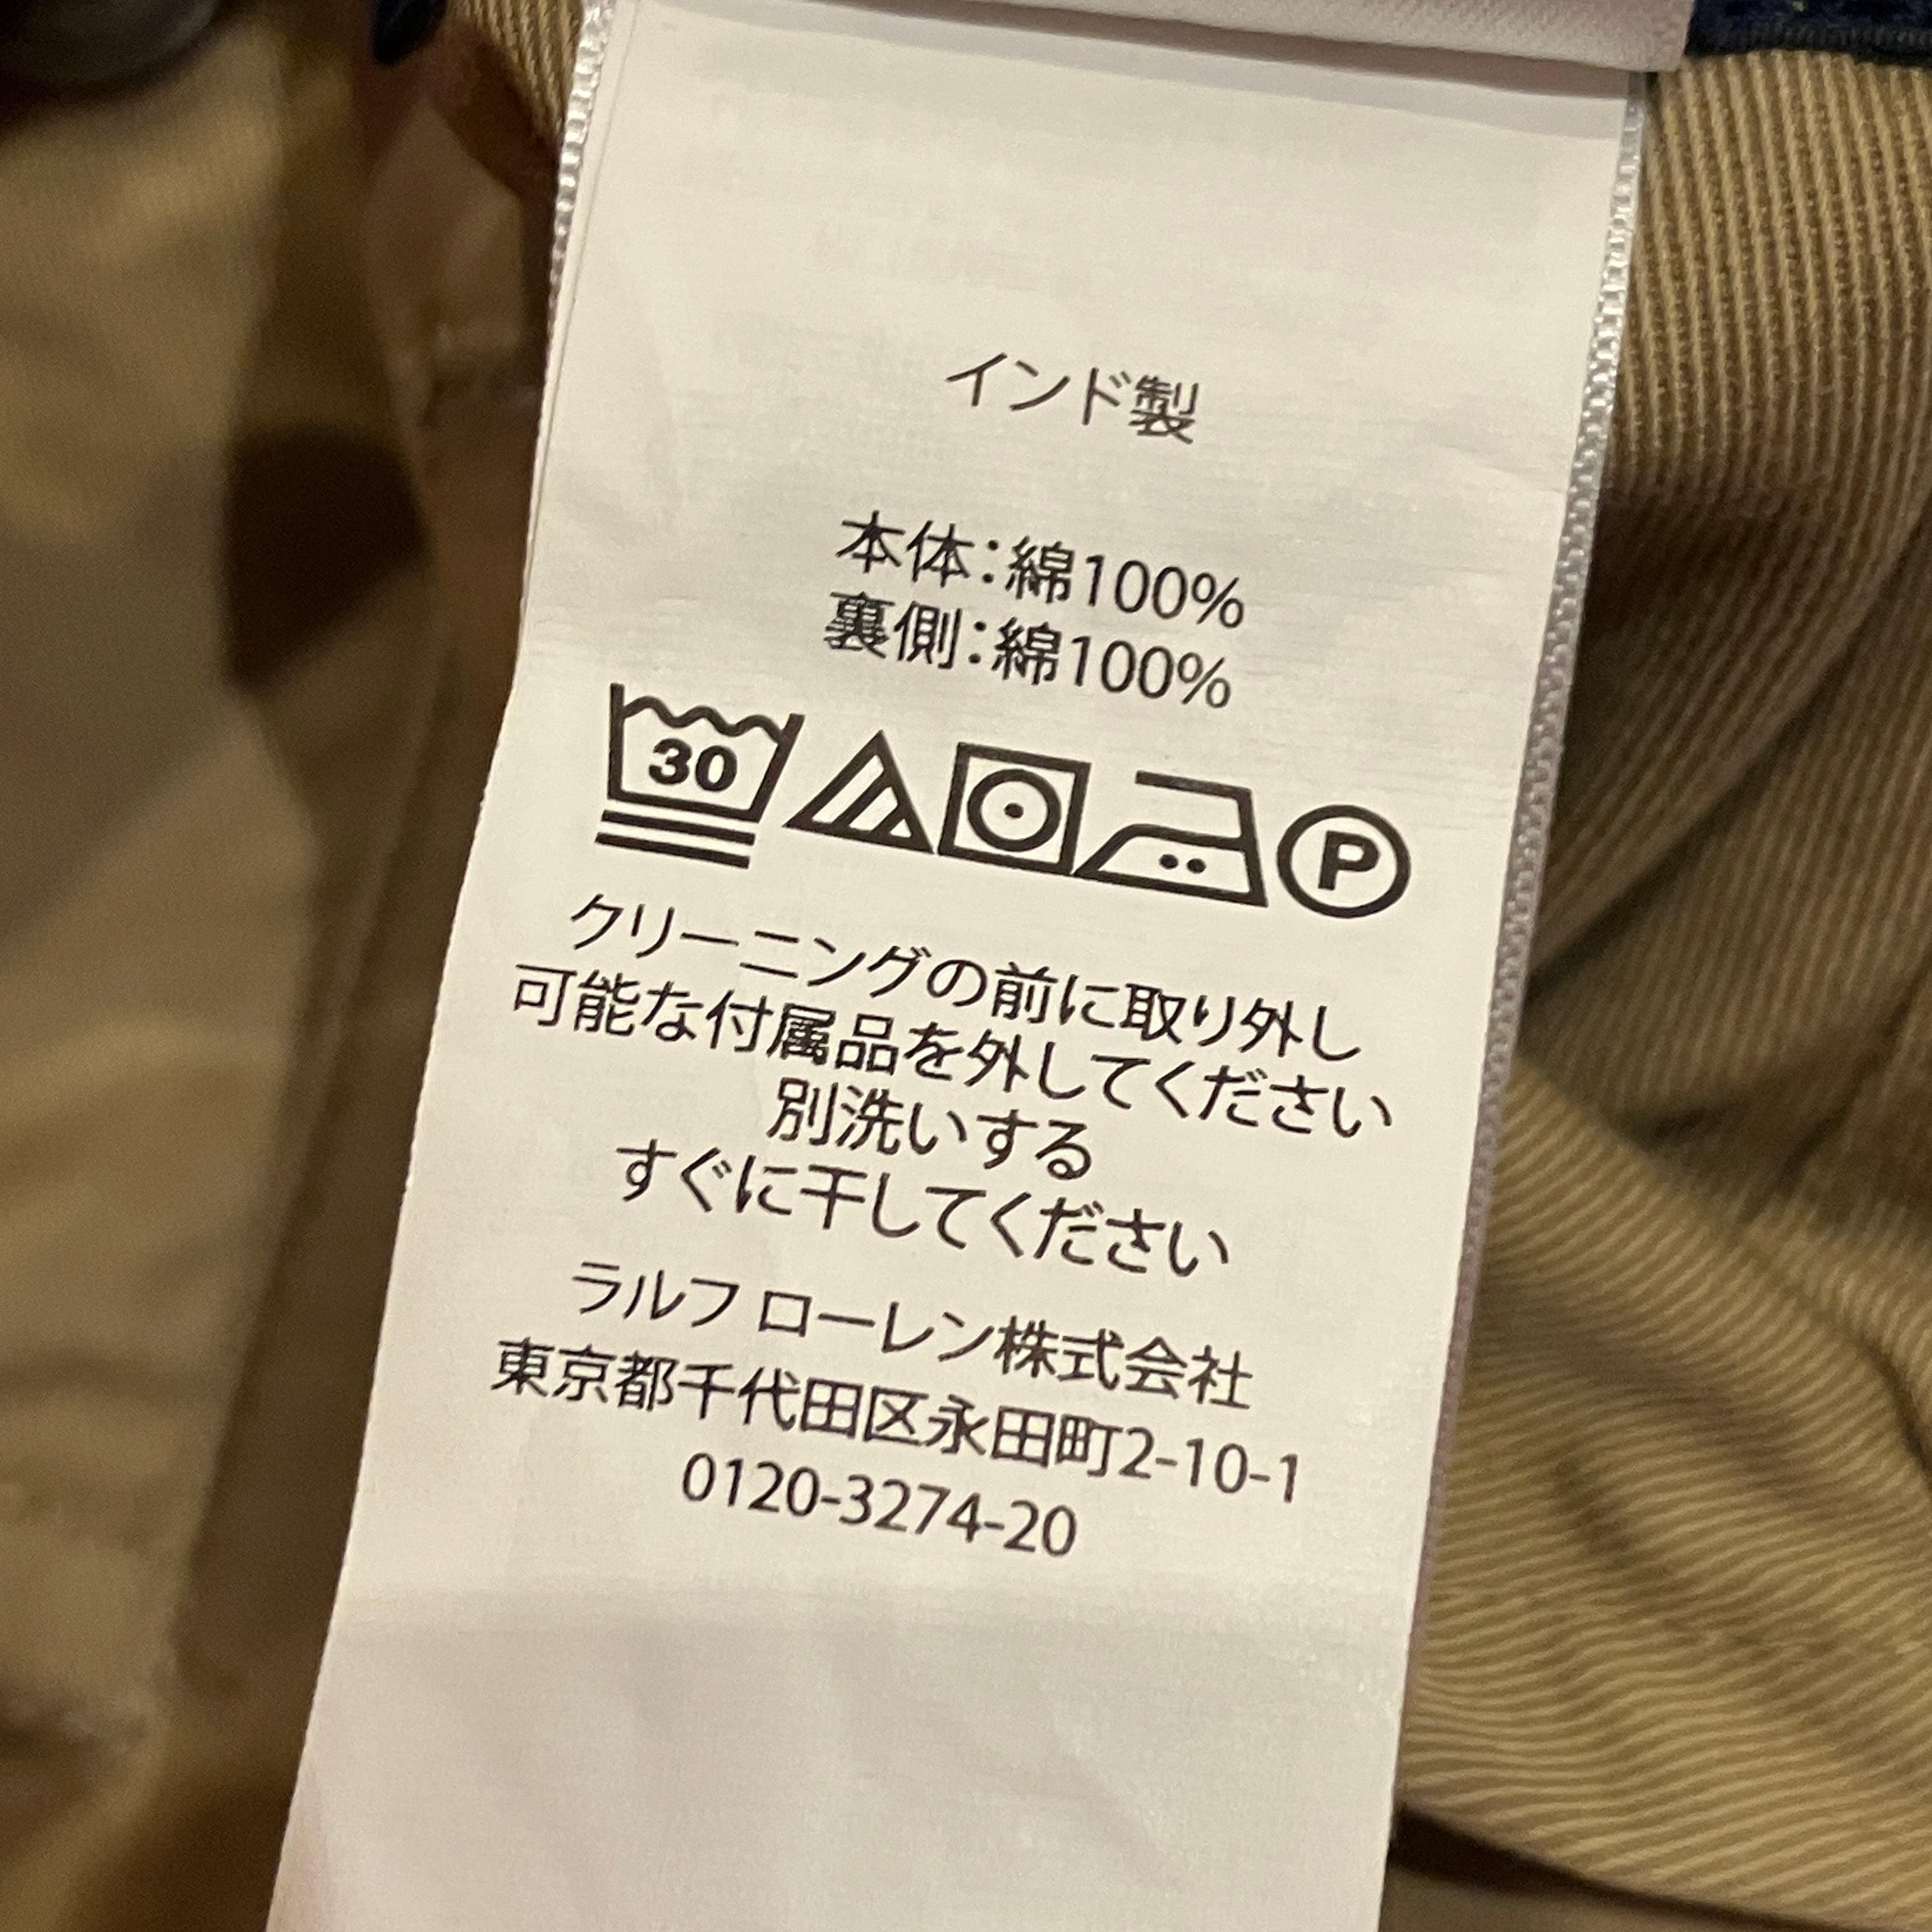 インド製
本体:綿100%
裏側:綿100%
30
P
クリーニングの前に取り外し
可能な付属品を外してください
別洗いする
すぐに干してください
ラルフ ローレン株式会社
東京都千代田区永田町2-10-1
0120-3274-20